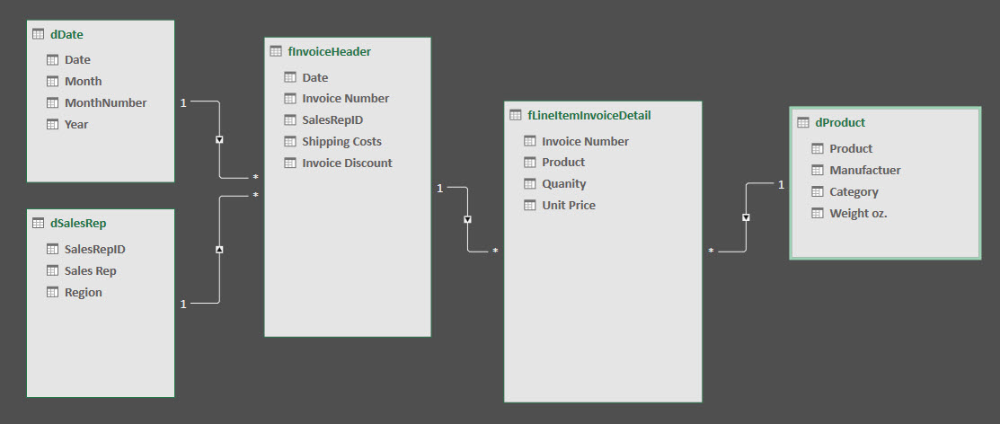 dDate
Date
Month
MonthNumber
Year
dSalesRep
SalesRepID
Sales Rep
Region
1
*
*
1
fInvoiceHeader
Date
Invoice Number
SalesRepID
Shipping Costs
Invoice Discount
1
*
fLineItemInvoiceDetail
Invoice Number
Product
Quanity
Unit Price
*
1
dProduct
Product
Manufactuer
Category
Weight oz.